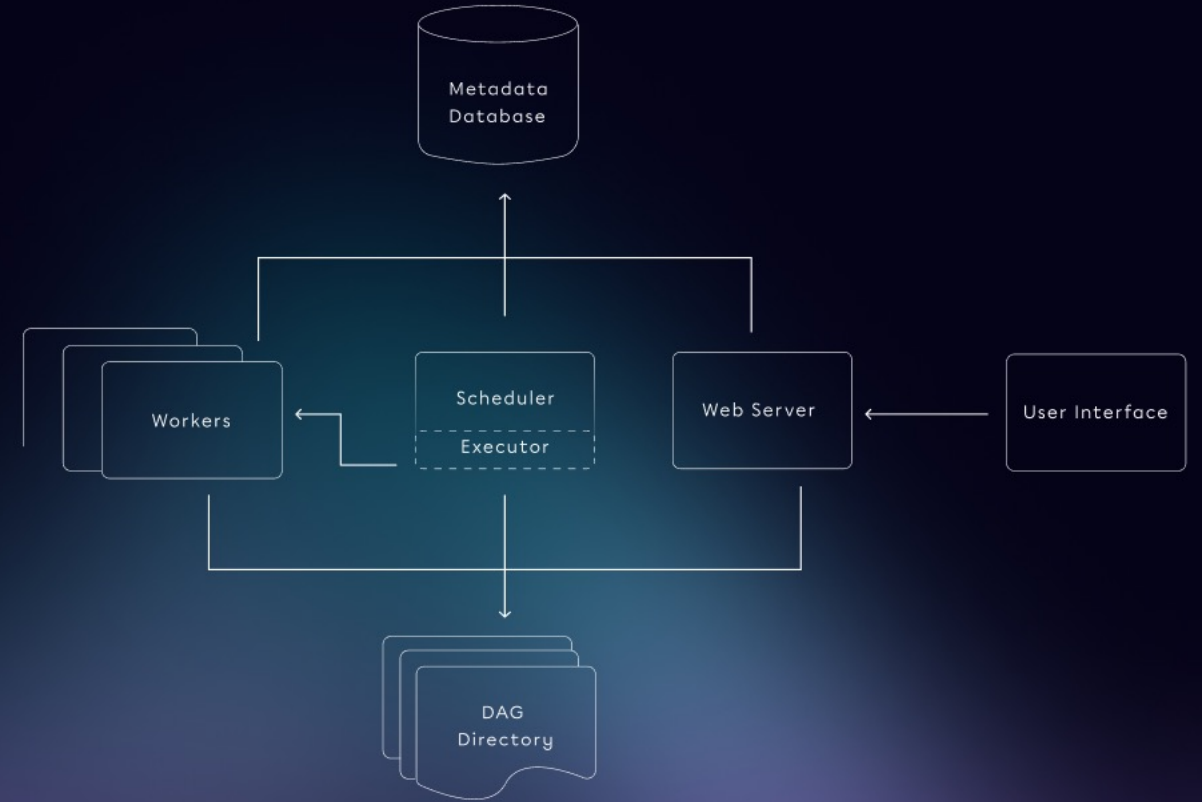 Metadata
Database
Workers
Scheduler
Executor
Web Server
User Interface
DAG
Directory